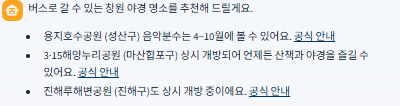 버스로 갈 수 있는 창원 야경 명소를 추천해 드릴게요.
• 용지호수공원 (성산구) 음악분수는 4~10월에 볼 수 있어요. 공식 안내
• 3·15해양누리공원 (마산합포구) 상시 개방되어 언제든 산책과 야경을 즐길 수
있어요. 공식 안내
• 진해루해변공원 (진해구)도 상시 개방 중이에요. 공식 안내